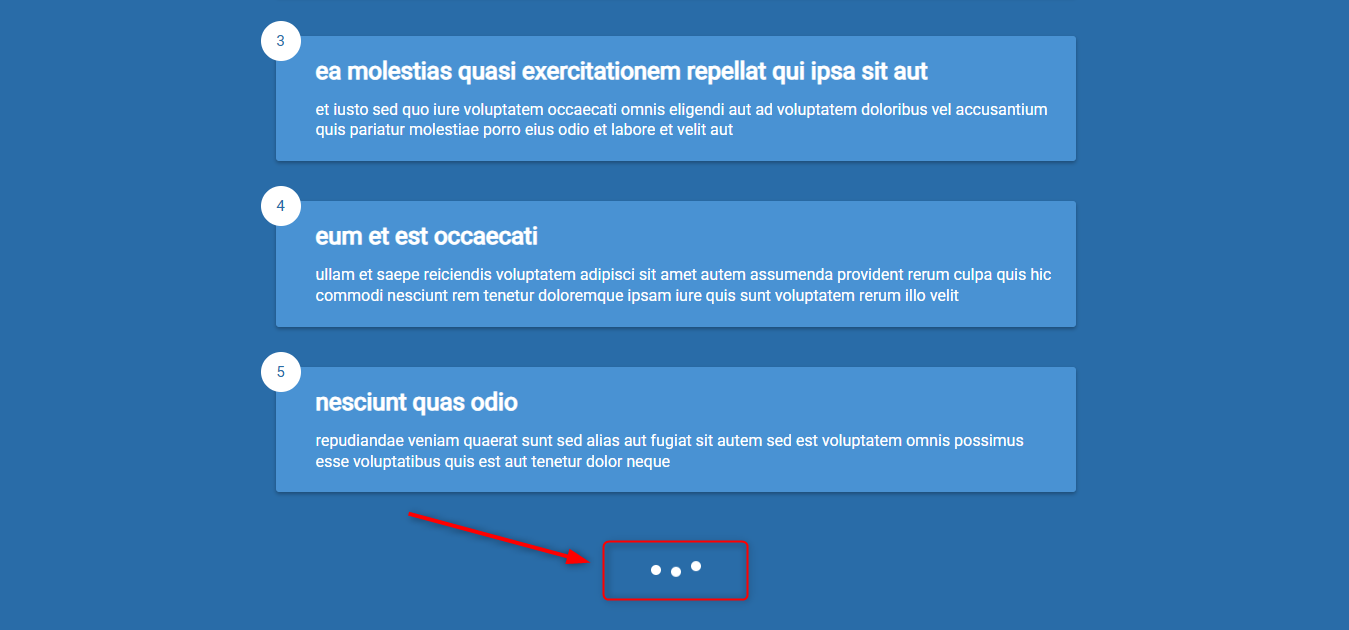 3
ea molestias quasi exercitationem repellat qui ipsa sit aut
et iusto sed quo iure voluptatem occaecati omnis eligendi aut ad voluptatem doloribus vel accusantium
quis pariatur molestiae porro eius odio et labore et velit aut
4
eum et est occaecati
ullam et saepe reiciendis voluptatem adipisci sit amet autem assumenda provident rerum culpa quis hic
commodi nesciunt rem tenetur doloremque ipsam iure quis sunt voluptatem rerum illo velit
5
nesciunt quas odio
repudiandae veniam quaerat sunt sed alias aut fugiat sit autem sed est voluptatem omnis possimus
esse voluptatibus quis est aut tenetur dolor neque